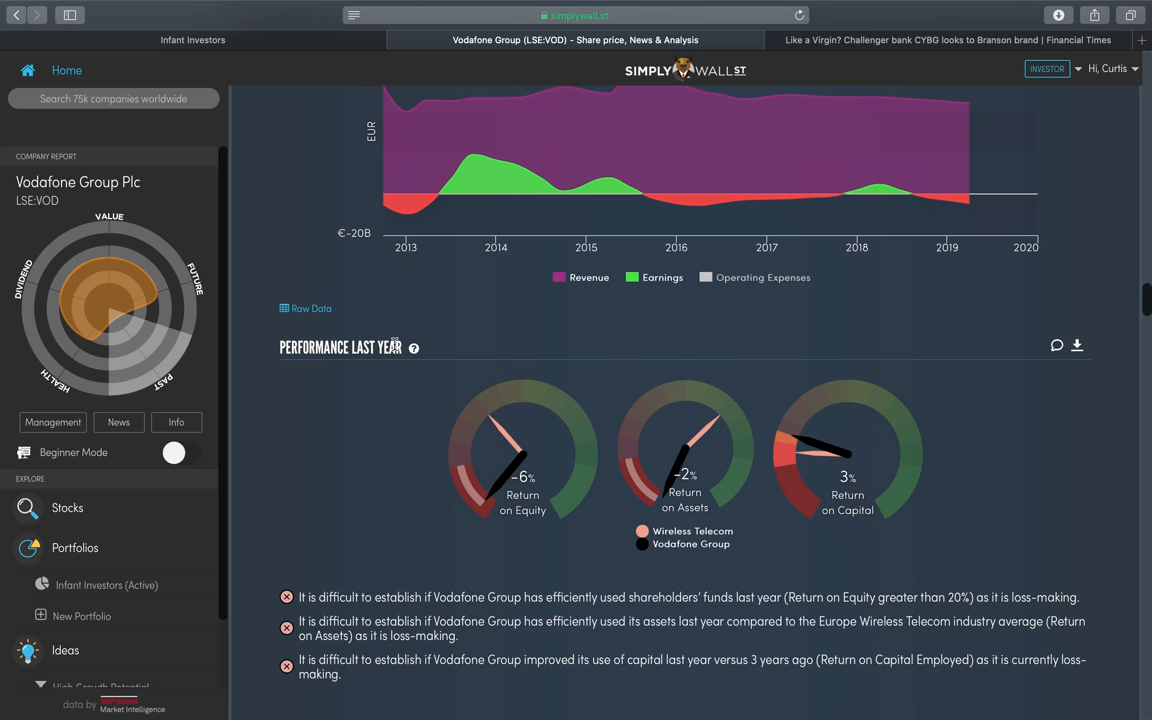 simplywall.st
Infant Investors
Vodafone Group (LSE:VOD) - Share price, News & Analysis
Like a Virgin? Challenger bank CYBG looks to Branson brand | Financial Times
Home
SIMPLY WALL ST
INVESTOR
Hi, Curtis
Search 75k companies worldwide
COMPANY REPORT
Vodafone Group Plc
LSE:VOD
VALUE
FUTURE
PAST
HEALTH
DIVIDEND
Management
News
Info
Beginner Mode
EXPLORE
Stocks
Portfolios
Infant Investors (Active)
New Portfolio
Ideas
High Growth Potential
data by
Market Intelligence
EUR
€-20B
2013
2014
2015
2016
2017
2018
2019
2020
Revenue
Earnings
Operating Expenses
Raw Data
PERFORMANCE LAST YEAR
-6%
Return
on Equity
-2%
Return
on Assets
3%
Return
on Capital
Wireless Telecom
Vodafone Group
It is difficult to establish if Vodafone Group has efficiently used shareholders' funds last year (Return on Equity greater than 20%) as it is loss-making.
It is difficult to establish if Vodafone Group has efficiently used its assets last year compared to the Europe Wireless Telecom industry average (Return
on Assets) as it is loss-making.
It is difficult to establish if Vodafone Group improved its use of capital last year versus 3 years ago (Return on Capital Employed) as it is currently loss-
making.